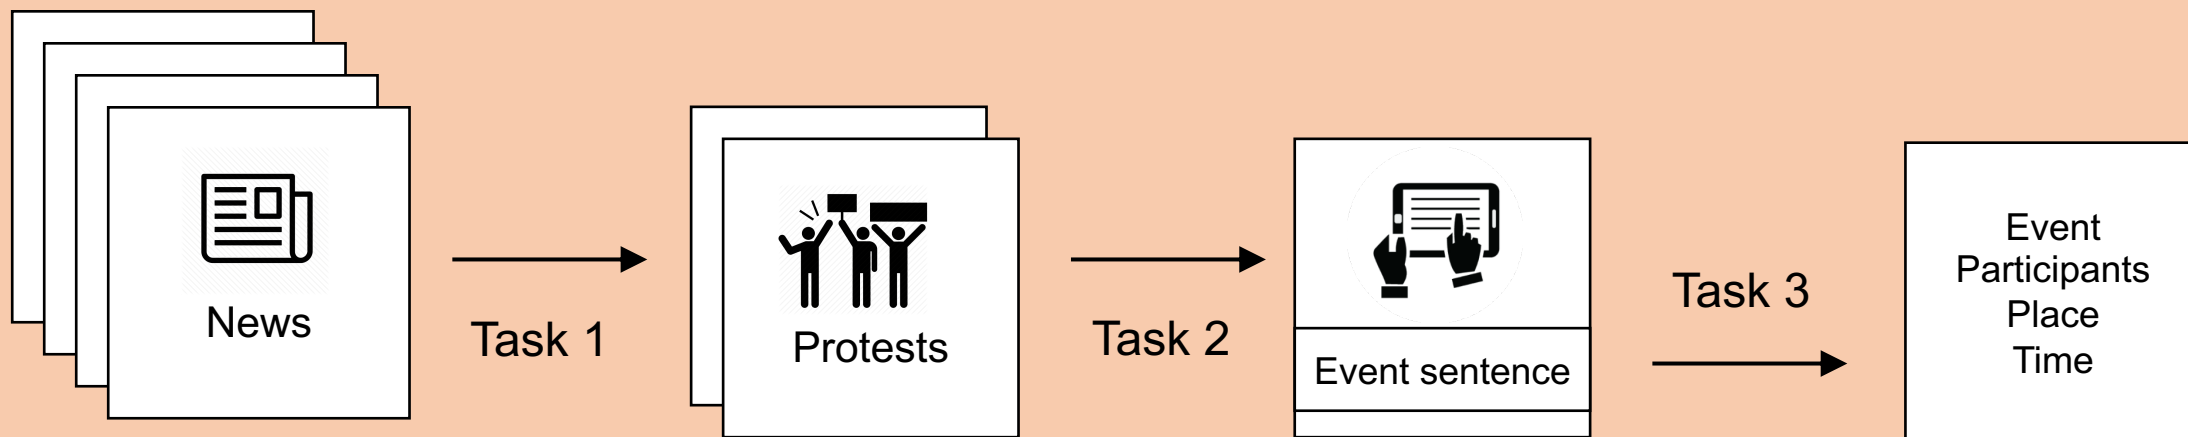 News
Task 1
Protests
Task 2
Event sentence
Task 3
Event
Participants
Place
Time